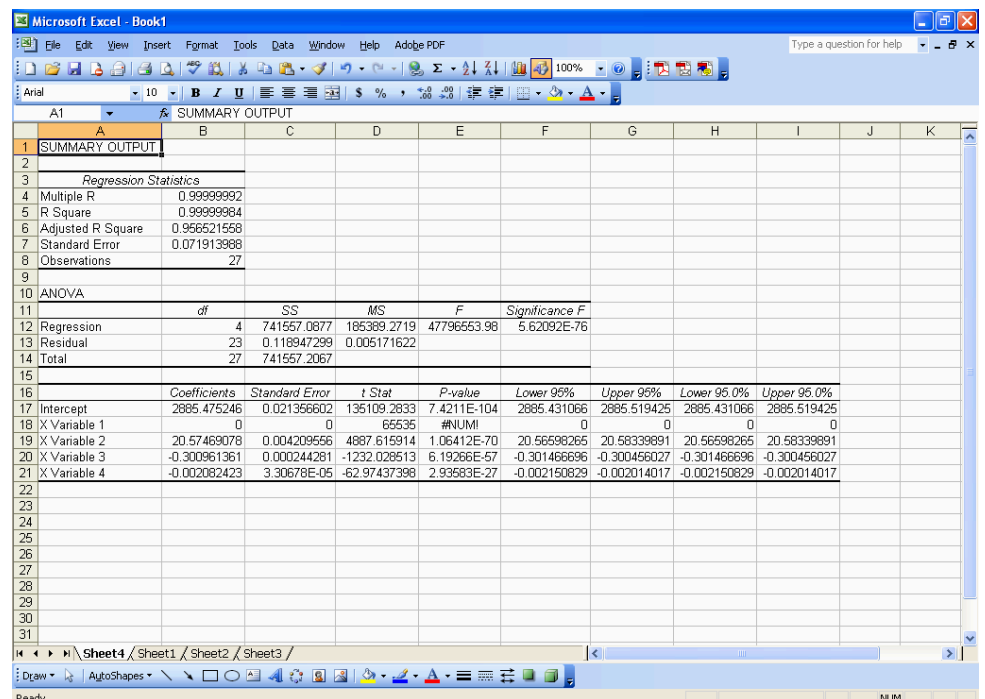 Microsoft Excel - Book1
File Edit View Insert Format Tools Data Window Help Adobe PDF Type a question for help
100%
Arial 10 B I U $ % ,
A1 fx SUMMARY OUTPUT
A B C D E F G H I J K
1 SUMMARY OUTPUT
2
3 Regression Statistics
4 Multiple R 0.99999992
5 R Square 0.99999984
6 Adjusted R Square 0.956521558
7 Standard Error 0.071913988
8 Observations 27
9
10 ANOVA
11 df SS MS F Significance F
12 Regression 4 741557.0877 185389.2719 47796553.98 5.62092E-76
13 Residual 23 0.118947299 0.005171622
14 Total 27 741557.2067
15
16 Coefficients Standard Error t Stat P-value Lower 95% Upper 95% Lower 95.0% Upper 95.0%
17 Intercept 2885.475246 0.021356602 135109.2833 7.4211E-104 2885.431066 2885.519425 2885.431066 2885.519425
18 X Variable 1 0 0 65535 #NUM! 0 0 0 0
19 X Variable 2 20.57469078 0.004209556 4887.615914 1.06412E-70 20.56598265 20.58339891 20.56598265 20.58339891
20 X Variable 3 -0.300961361 0.000244281 -1232.028513 6.19266E-57 -0.301466696 -0.300456027 -0.301466696 -0.300456027
21 X Variable 4 -0.002082423 3.30678E-05 -62.97437398 2.93583E-27 -0.002150829 -0.002014017 -0.002150829 -0.002014017
22
23
24
25
26
27
28
29
30
31
Sheet4 Sheet1 Sheet2 Sheet3
Draw AutoShapes
Ready NUM